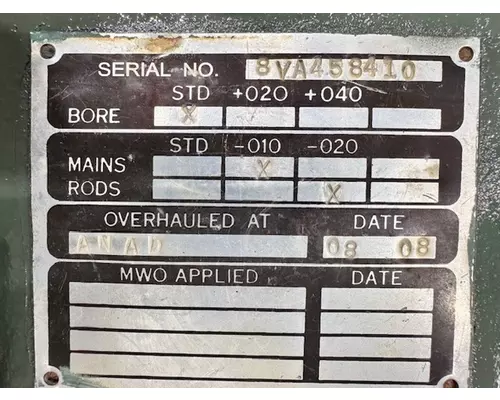 SERIAL NO. 8VA458410
STD +020 +040
BORE X
STD -010 -020
MAINS X
RODS X
OVERHAULED AT DATE
ANAD 08 08
MWO APPLIED DATE